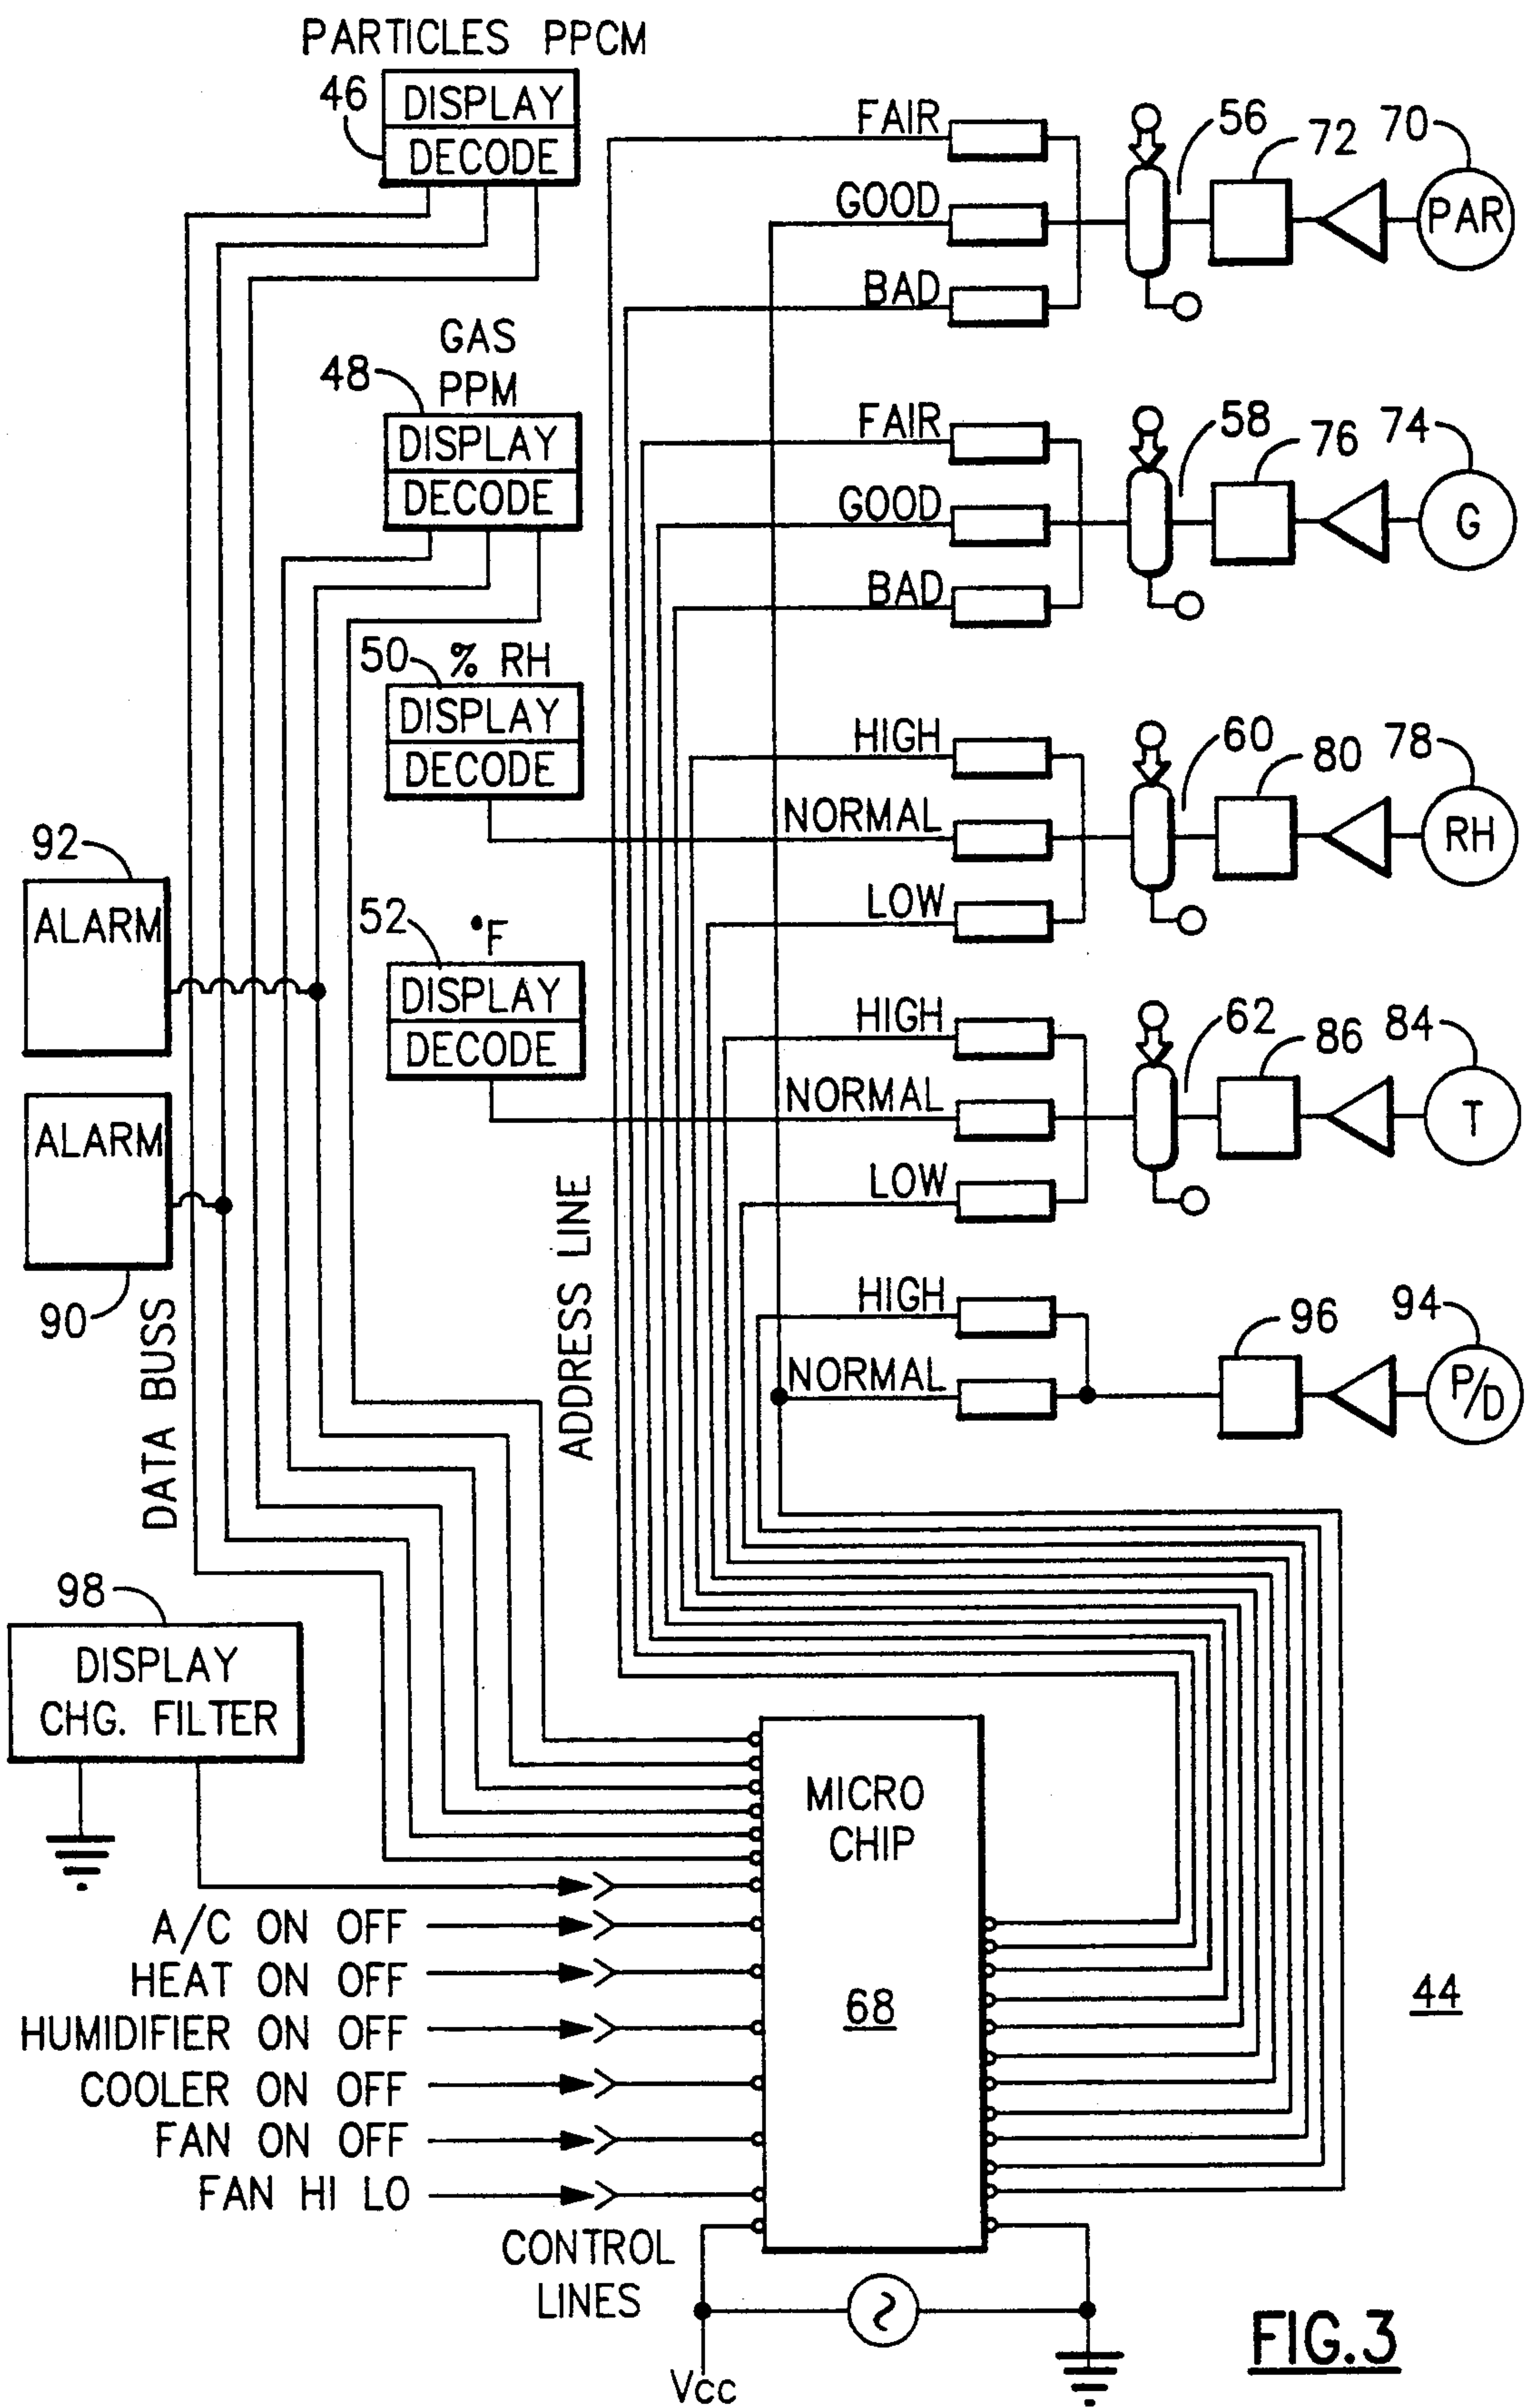 PARTICLES PPCM
46
DISPLAY
DECODE
GAS
PPM
48
DISPLAY
DECODE
50
% RH
DISPLAY
DECODE
52
°F
DISPLAY
DECODE
92
ALARM
ALARM
90
DATA BUSS
ADDRESS LINE
FAIR
GOOD
BAD
56
72
70
PAR
FAIR
GOOD
BAD
58
76
74
G
HIGH
NORMAL
LOW
60
80
78
RH
HIGH
NORMAL
LOW
62
86
84
T
HIGH
NORMAL
96
94
P/D
98
DISPLAY
CHG. FILTER
MICRO
CHIP
68
44
A/C ON OFF
HEAT ON OFF
HUMIDIFIER ON OFF
COOLER ON OFF
FAN ON OFF
FAN HI LO
CONTROL
LINES
Vcc
FIG.3